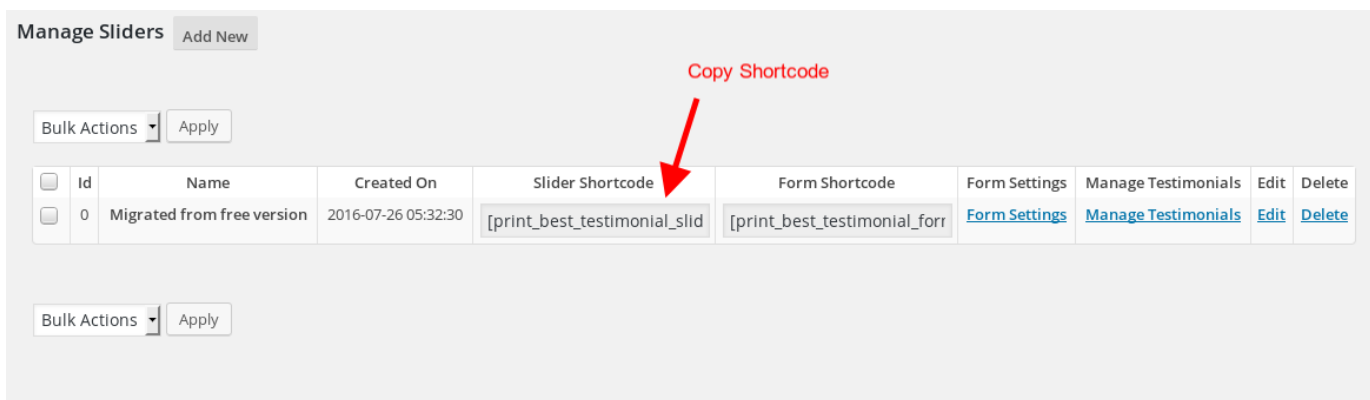 Manage Sliders Add New
Copy Shortcode
Bulk Actions Apply
Id Name Created On Slider Shortcode Form Shortcode Form Settings Manage Testimonials Edit Delete
0 Migrated from free version 2016-07-26 05:32:30 [print_best_testimonial_slid [print_best_testimonial_forr Form Settings Manage Testimonials Edit Delete
Bulk Actions Apply